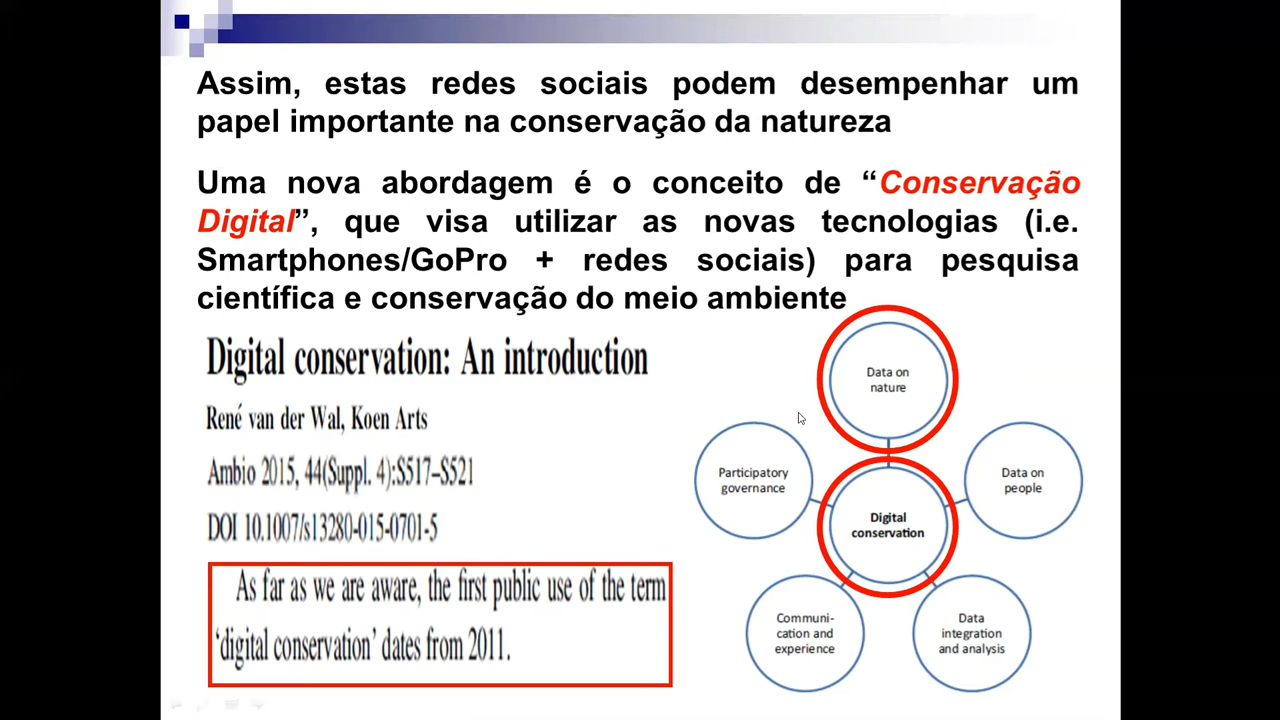 Assim, estas redes sociais podem desempenhar um
papel importante na conservação da natureza
Uma nova abordagem é o conceito de “Conservação
Digital”, que visa utilizar as novas tecnologias (i.e.
Smartphones/GoPro + redes sociais) para pesquisa
científica e conservação do meio ambiente
Digital conservation: An introduction
René van der Wal, Koen Arts
Ambio 2015, 44(Suppl. 4):S517–S521
DOI 10.1007/s13280-015-0701-5
As far as we are aware, the first public use of the term
‘digital conservation’ dates from 2011.
Data on
nature
Participatory
governance
Data on
people
Digital
conservation
Communi-
cation and
experience
Data
integration
and analysis